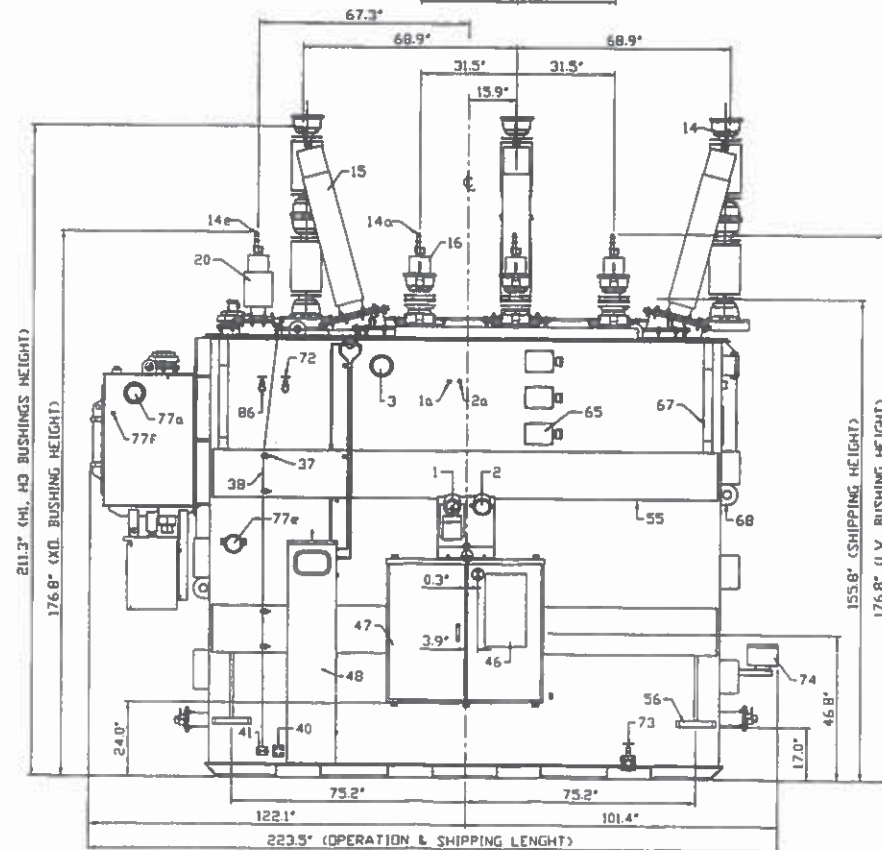 67.3"
68.9" 68.9"
31.5" 31.5"
15.9"
14
15
14e
14a
16
20
72
3
1a 2a
86
65
67
77a
77f
37
38
1 2
55
68
77e
0.3"
47
3.9"
46
48
74
56
41 40
73
24.0"
46.8"
17.0"
211.3" (H1, H3 BUSHINGS HEIGHT)
176.8" (XO. BUSHING HEIGHT)
155.8" (SHIPPING HEIGHT)
176.8" (L.V. BUSHING HEIGHT)
75.2" 75.2"
122.1" 101.4"
223.5" (OPERATION & SHIPPING LENGHT)